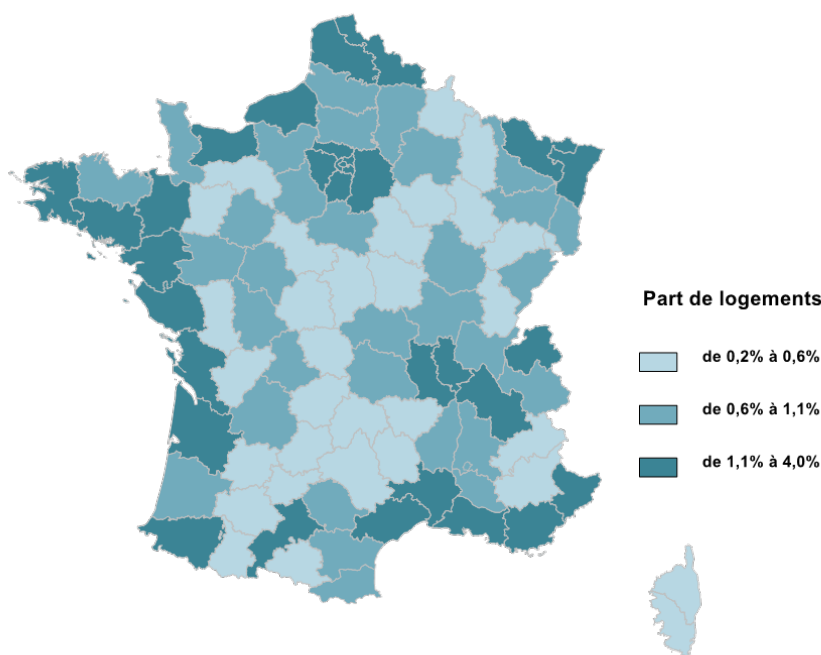 Part de logements
de 0,2% à 0,6%
de 0,6% à 1,1%
de 1,1% à 4,0%